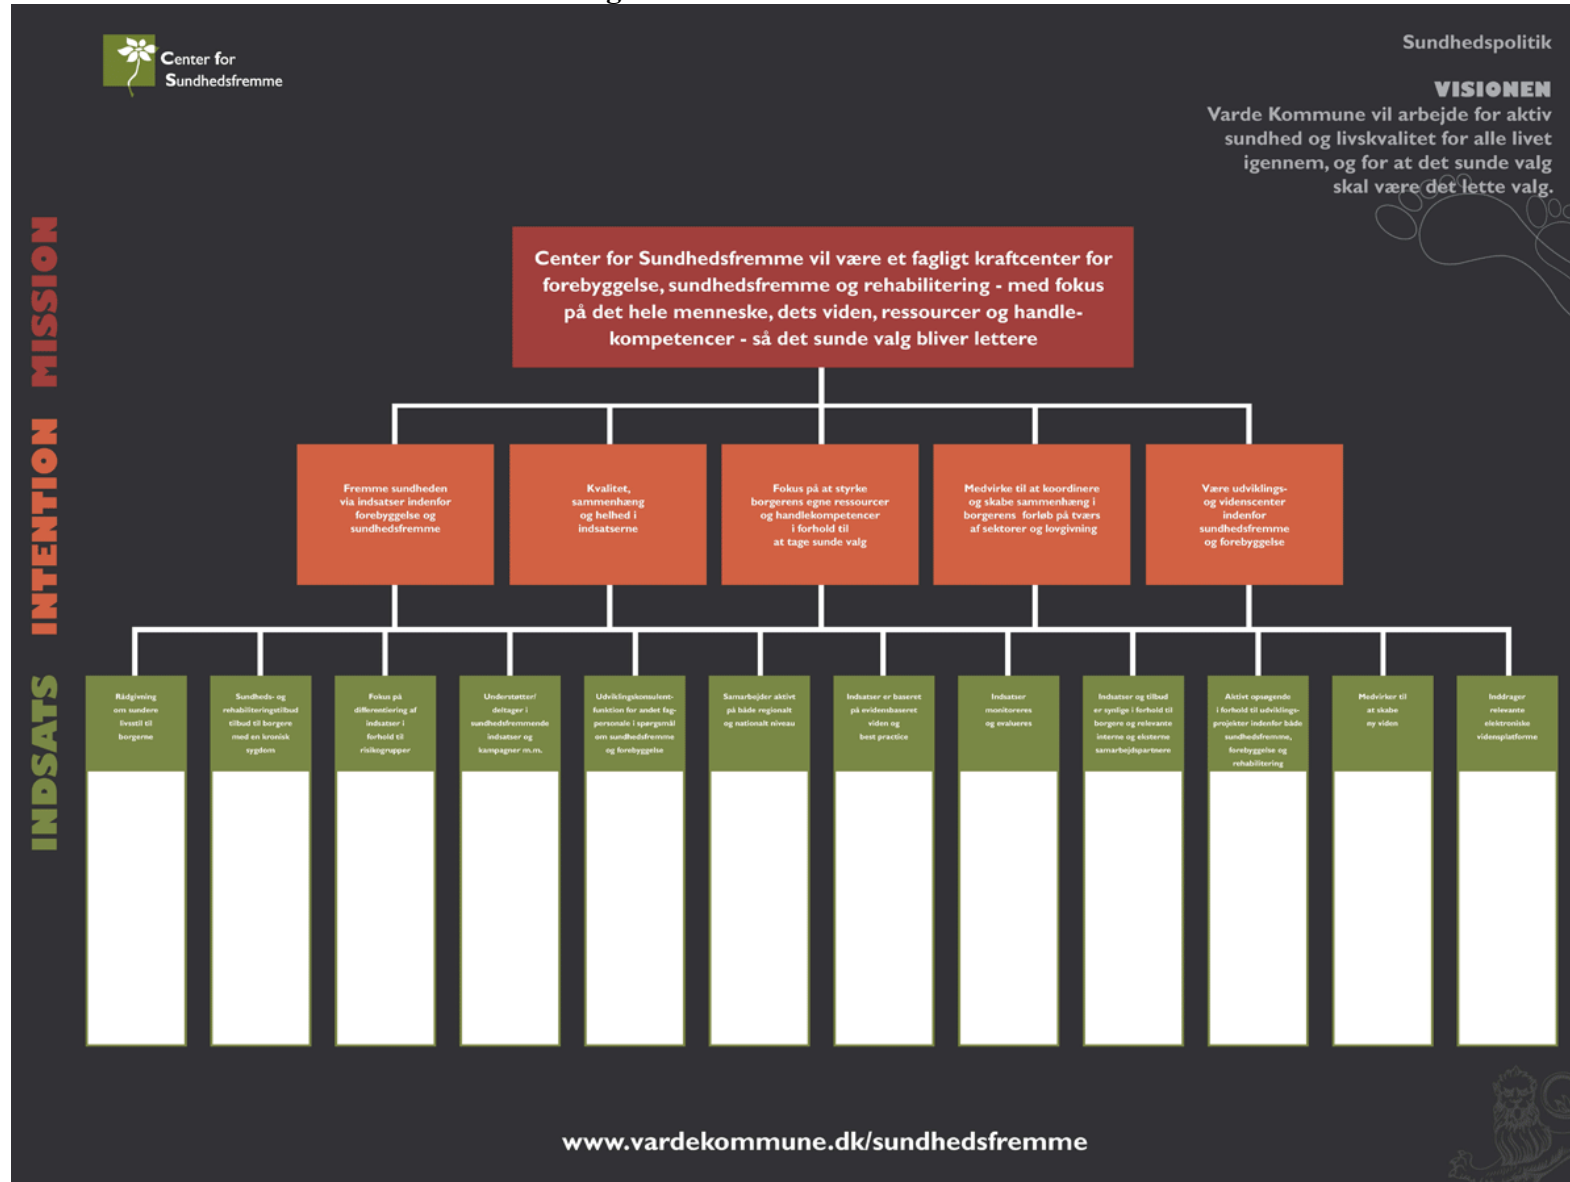 Center for
Sundhedsfremme
Sundhedspolitik
VISIONEN
Varde Kommune vil arbejde for aktiv
sundhed og livskvalitet for alle livet
igennem, og for at det sunde valg
skal være det lette valg.
MISSION
Center for Sundhedsfremme vil være et fagligt kraftcenter for
forebyggelse, sundhedsfremme og rehabilitering - med fokus
på det hele menneske, dets viden, ressourcer og handle-
kompetencer - så det sunde valg bliver lettere
INTENTION
Fremme sundheden
via indsatser indenfor
forebyggelse og
sundhedsfremme
Kvalitet,
sammenhæng
og helhed i
indsatserne
Fokus på at styrke
borgerens egne ressourcer
og handlekompetencer
i forhold til
at tage sunde valg
Medvirke til at koordinere
og skabe sammenhæng i
borgerens forløb på tværs
af sektorer og lovgivning
Være udviklings-
og videnscenter
indenfor
sundhedsfremme
og forebyggelse
INDSATS
Rådgivning
om sundere
livsstil til
borgerne
Sundheds- og
rehabiliteringstilbud
tilbud til borgere
med en kronisk
sygdom
Fokus på
differentiering af
indsatser i
forhold til
risikogrupper
Understøtter/
deltager i
sundhedsfremmende
indsatser og
kampagner m.m.
Udviklingskonsulent-
funktion for andet fag-
personale i spørgsmål
om sundhedsfremme
og forebyggelse
Samarbejder aktivt
på både regionalt
og nationalt niveau
Indsatser er baseret
på evidensbaseret
viden og
best practice
Indsatser
monitoreres
og evalueres
Indsatser og tilbud
er synlige i forhold til
borgere og relevante
interne og eksterne
samarbejdspartnere
Aktivt opsøgende
i forhold til udviklings-
projekter indenfor både
sundhedsfremme,
forebyggelse og
rehabilitering
Medvirker til
at skabe
ny viden
Inddrager
relevante
elektroniske
vidensplatforme
www.vardekommune.dk/sundhedsfremme